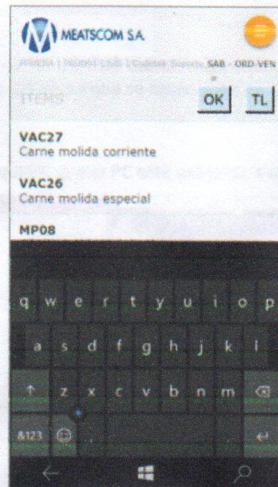 MEATSCOM S.A.
SAB - ORD-VEN
ITEMS
OK
TL
VAC27
Carne molida corriente
VAC26
Carne molida especial
MP08
q w e r t y u i o p
a s d f g h j k l
z x c v b n m
&123